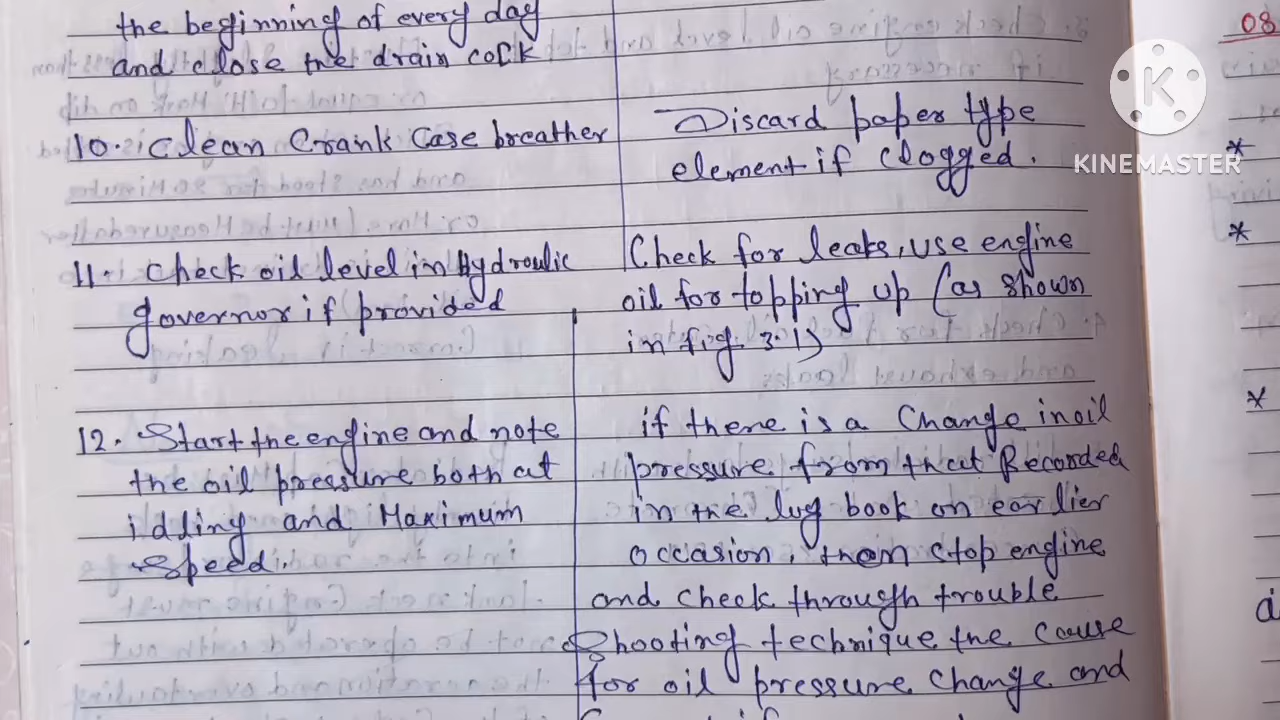 the beginning of every day
and close the drain cock
10. Clean Crank Case breather
Discard paper type
element if clogged.
11. Check oil level in Hydroulic
governor if provided
Check for leaks, use engine
oil for topping up (as shown
in fig. 3.1)
12. Start the engine and note
the oil pressure both at
idling and Maximum
Speed.
if there is a Change in oil
pressure from that Recorded
in the log book on earlier
occasion, then stop engine
and check through trouble
Shooting technique the cause
for oil pressure change and
08
K
KINEMASTER